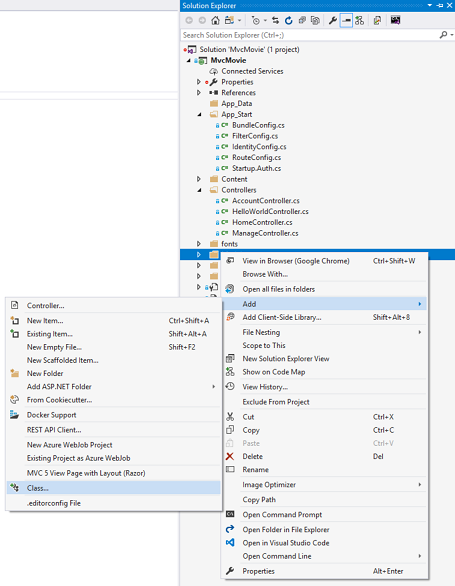 Solution Explorer
Search Solution Explorer (Ctrl+;)
Solution 'MvcMovie' (1 project)
MvcMovie
Connected Services
Properties
References
App_Data
App_Start
BundleConfig.cs
FilterConfig.cs
IdentityConfig.cs
RouteConfig.cs
Startup.Auth.cs
Content
Controllers
AccountController.cs
HelloWorldController.cs
HomeController.cs
ManageController.cs
fonts
View in Browser (Google Chrome) Ctrl+Shift+W
Browse With...
Open all files in folders
Add
Add Client-Side Library... Shift+Alt+8
File Nesting
Scope to This
New Solution Explorer View
Show on Code Map
View History...
Exclude From Project
Cut Ctrl+X
Copy Ctrl+C
Paste Ctrl+V
Delete Del
Rename
Image Optimizer
Copy Path
Open Command Prompt
Open Folder in File Explorer
Open in Visual Studio Code
Open Command Line
Properties Alt+Enter
Controller...
New Item... Ctrl+Shift+A
Existing Item... Shift+Alt+A
New Empty File... Shift+F2
New Scaffolded Item...
New Folder
Add ASP.NET Folder
From Cookiecutter...
Docker Support
REST API Client...
New Azure WebJob Project
Existing Project as Azure WebJob
MVC 5 View Page with Layout (Razor)
Class...
.editorconfig File